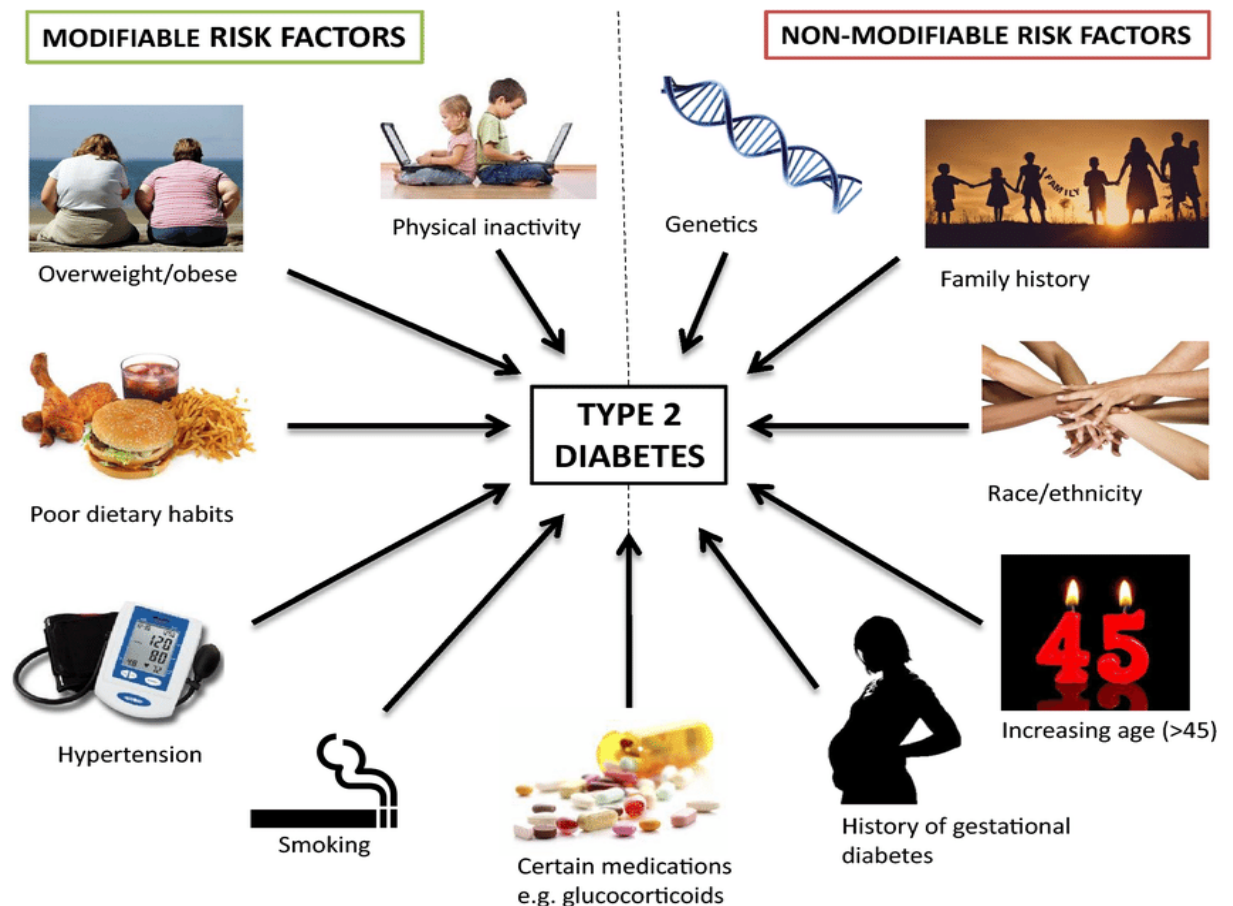 MODIFIABLE RISK FACTORS
NON-MODIFIABLE RISK FACTORS
Physical inactivity
Genetics
FAMILY
Overweight/obese
Family history
TYPE 2
DIABETES
Poor dietary habits
Race/ethnicity
120
80
45
Hypertension
Increasing age (>45)
Smoking
History of gestational
diabetes
Certain medications
e.g. glucocorticoids